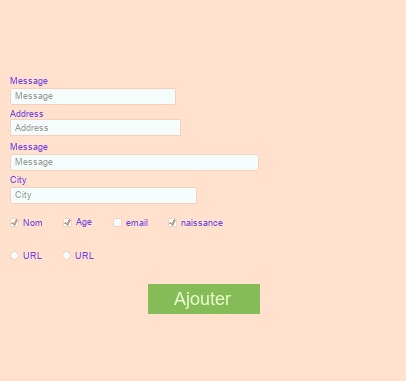 Message
Message
Address
Address
Message
Message
City
City
Nom Age email naissance
URL URL
Ajouter